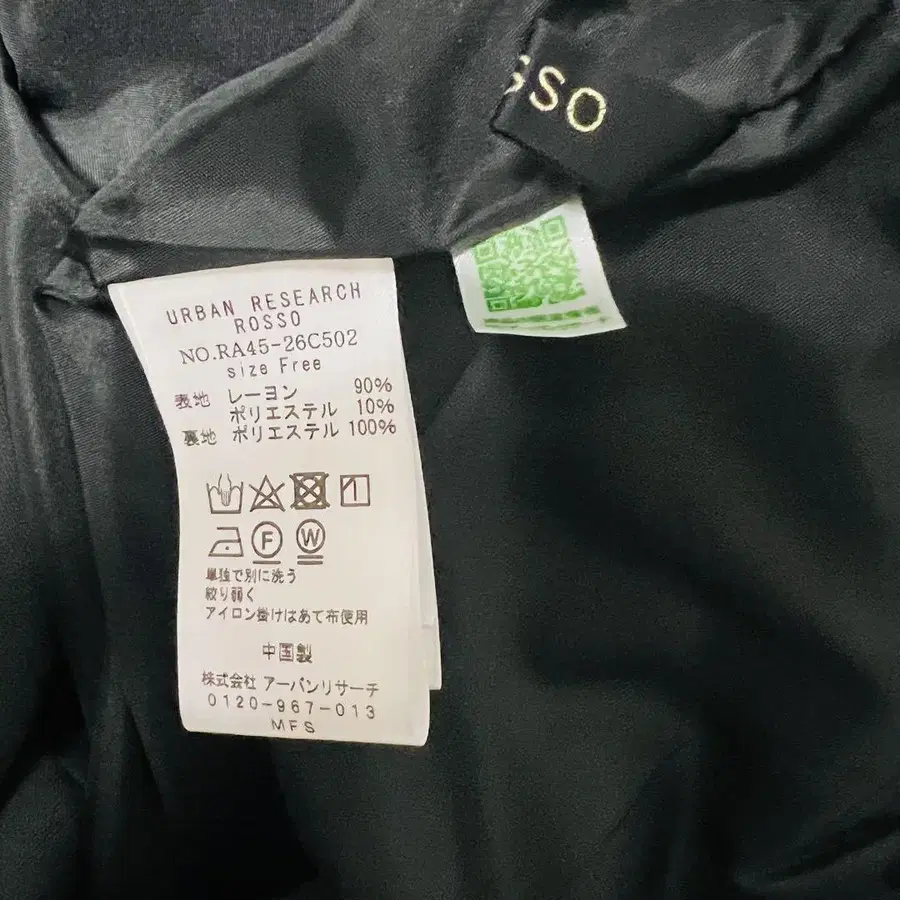 SSO
URBAN RESEARCH
ROSSO
NO.RA45-26C502
size Free
表地 レーヨン 90%
ポリエステル 10%
裏地 ポリエステル 100%
F W
単独で別に洗う
絞り弱く
アイロン掛けはあて布使用
中国製
株式会社 アーバンリサーチ
0120-967-013
MFS